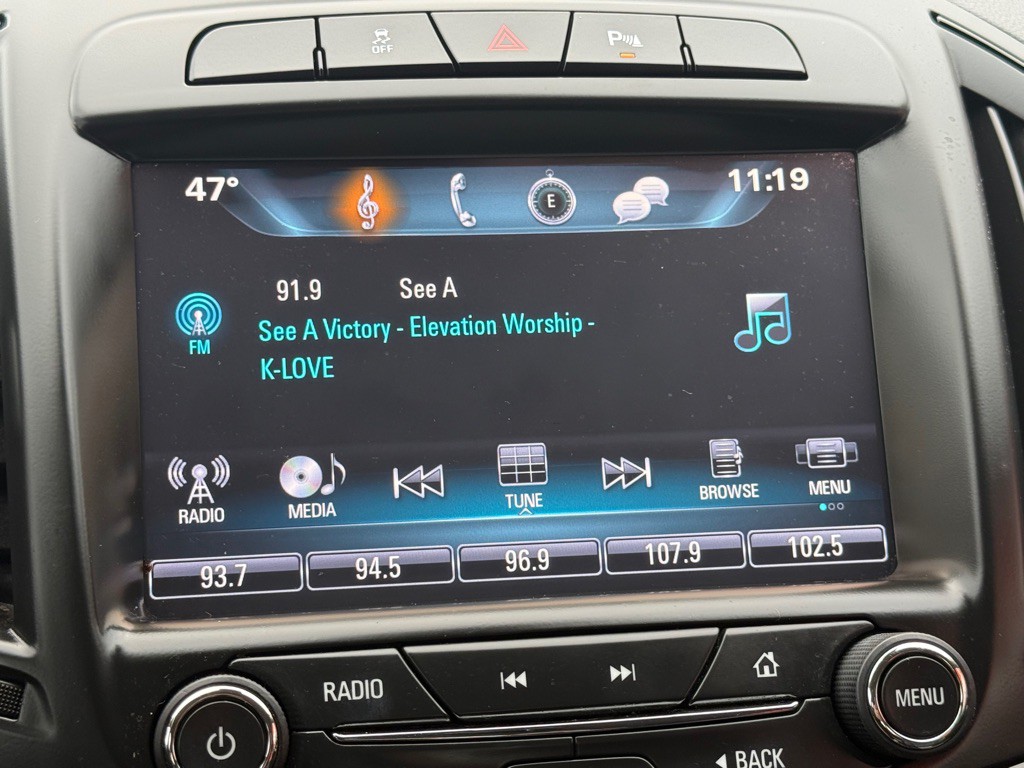 OFF
P
47°
E
11:19
91.9 See A
FM
See A Victory - Elevation Worship -
K-LOVE
RADIO MEDIA TUNE BROWSE MENU
93.7 94.5 96.9 107.9 102.5
RADIO
MENU
BACK